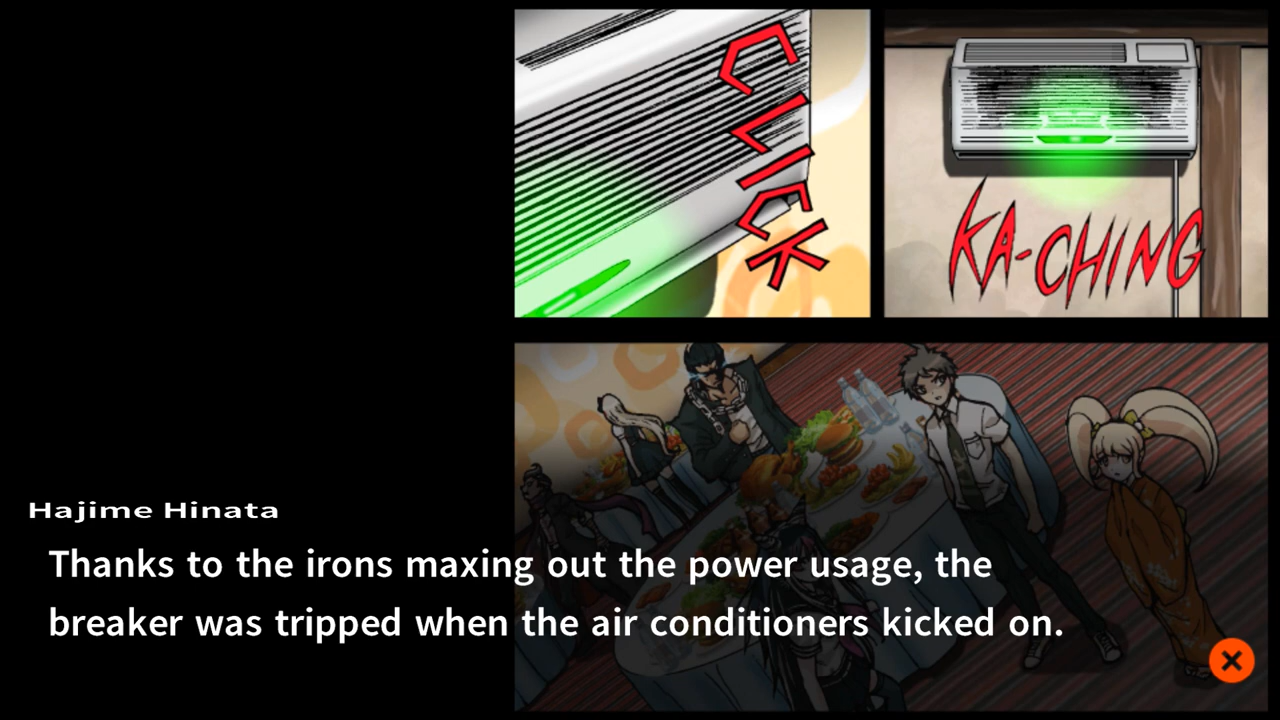 CLICK
KA-CHING
Hajime Hinata
Thanks to the irons maxing out the power usage, the
breaker was tripped when the air conditioners kicked on.